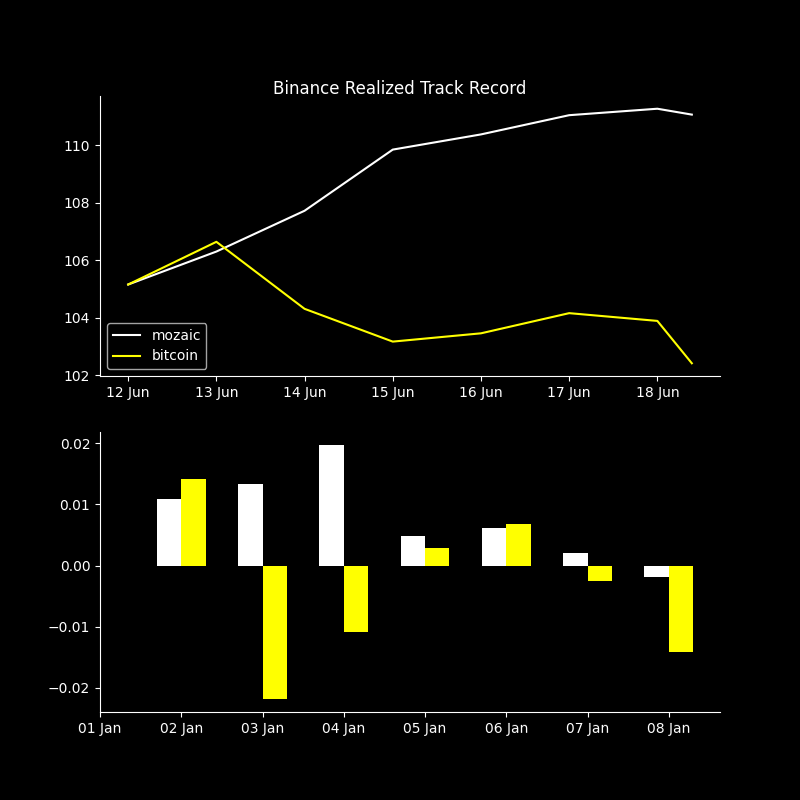 Binance Realized Track Record
110
108
106
104
102
mozaic
bitcoin
12 Jun 13 Jun 14 Jun 15 Jun 16 Jun 17 Jun 18 Jun
0.02
0.01
0.00
−0.01
−0.02
01 Jan 02 Jan 03 Jan 04 Jan 05 Jan 06 Jan 07 Jan 08 Jan